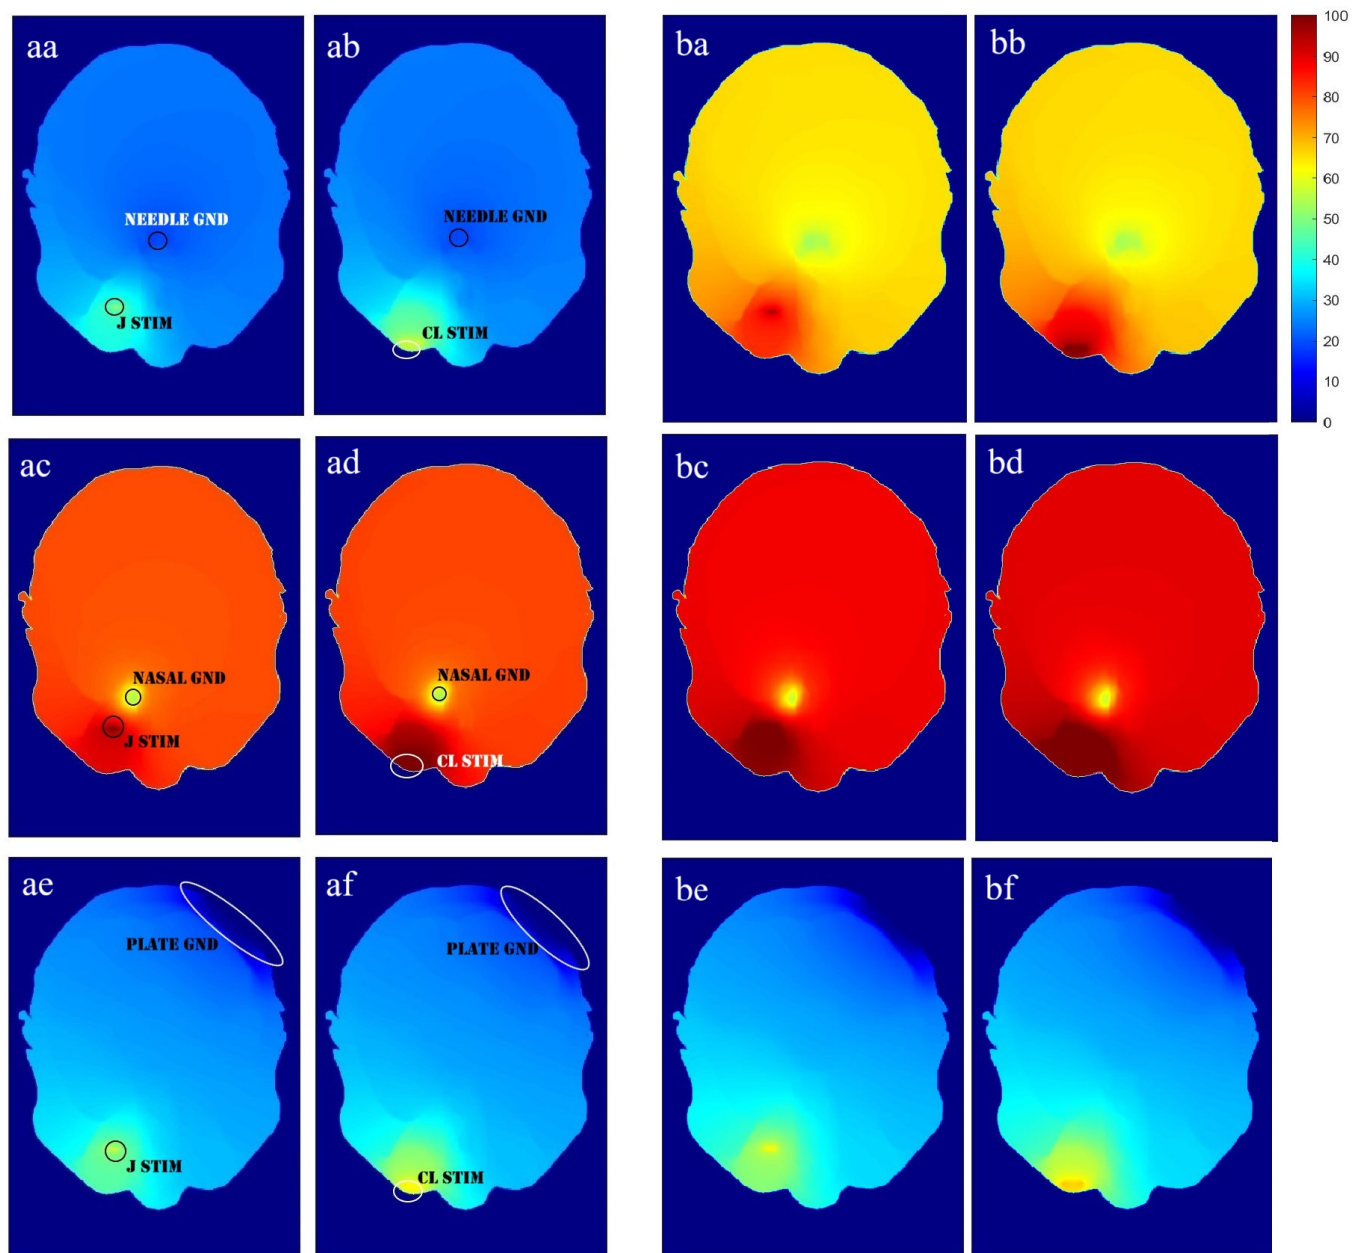 aa
ab
ba
bb
100
90
80
70
60
50
40
30
20
10
0
NEEDLE GND
NEEDLE GND
J STIM
CL STIM
ac
ad
bc
bd
NASAL GND
NASAL GND
J STIM
CL STIM
ae
af
be
bf
PLATE GND
PLATE GND
J STIM
CL STIM